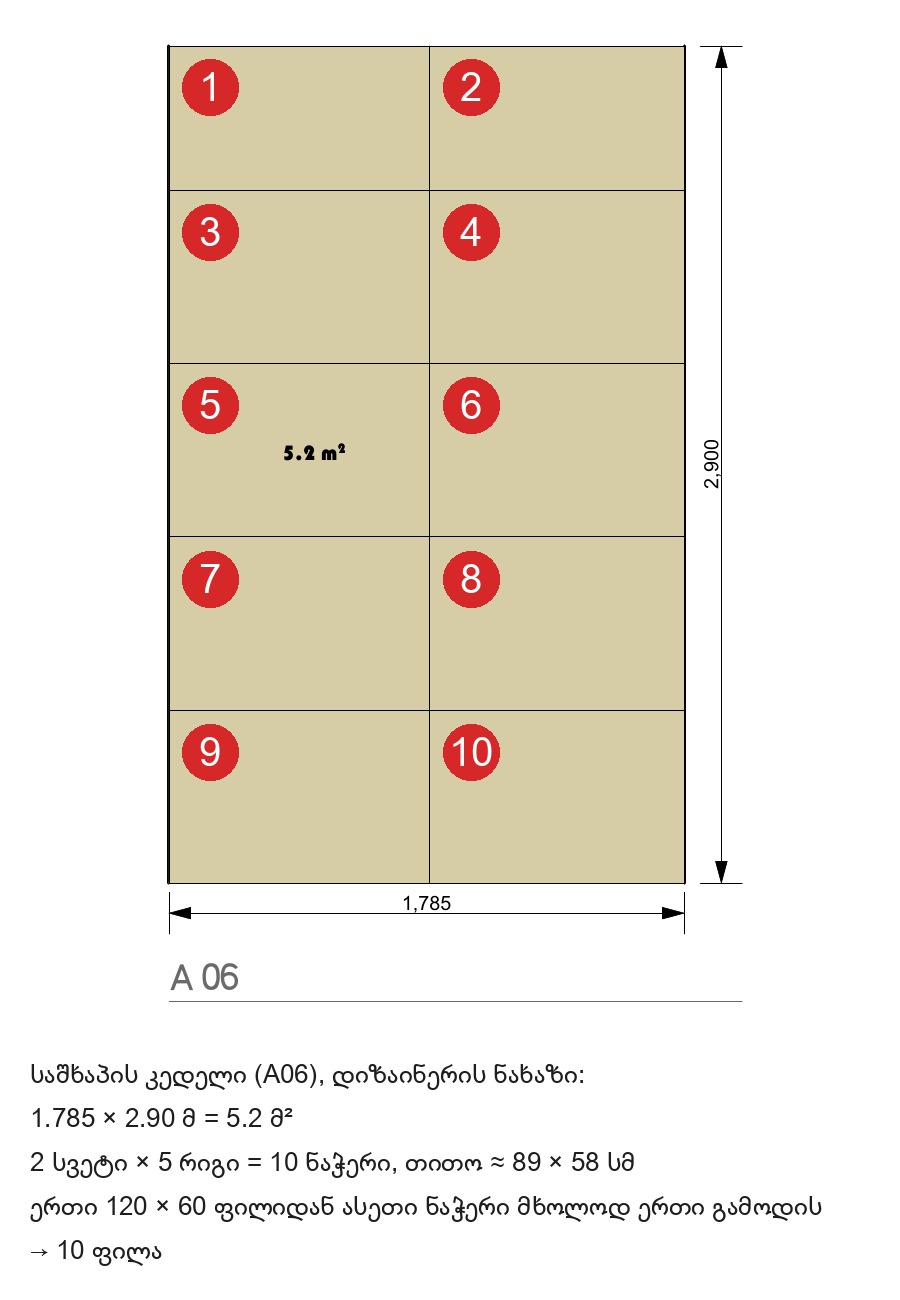 1
2
3
4
5
6
5.2 m²
2,900
7
8
9
10
1,785
A 06
საშხაპის კედელი (A06), დიზაინერის ნახაზი:
1.785 × 2.90 მ = 5.2 მ²
2 სვეტი × 5 რიგი = 10 ნაჭერი, თითო ≈ 89 × 58 სმ
ერთი 120 × 60 ფილიდან ასეთი ნაჭერი მხოლოდ ერთი გამოდის
→ 10 ფილა